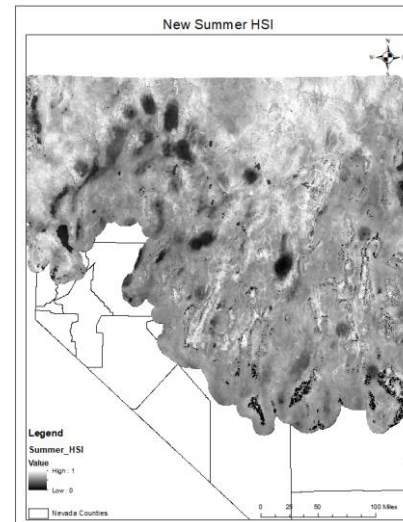 New Summer HSI
N
W
Legend
Summer_HSI
Value
High : 1
Low : 0
Nevada Counties
0 25 50 100 Miles